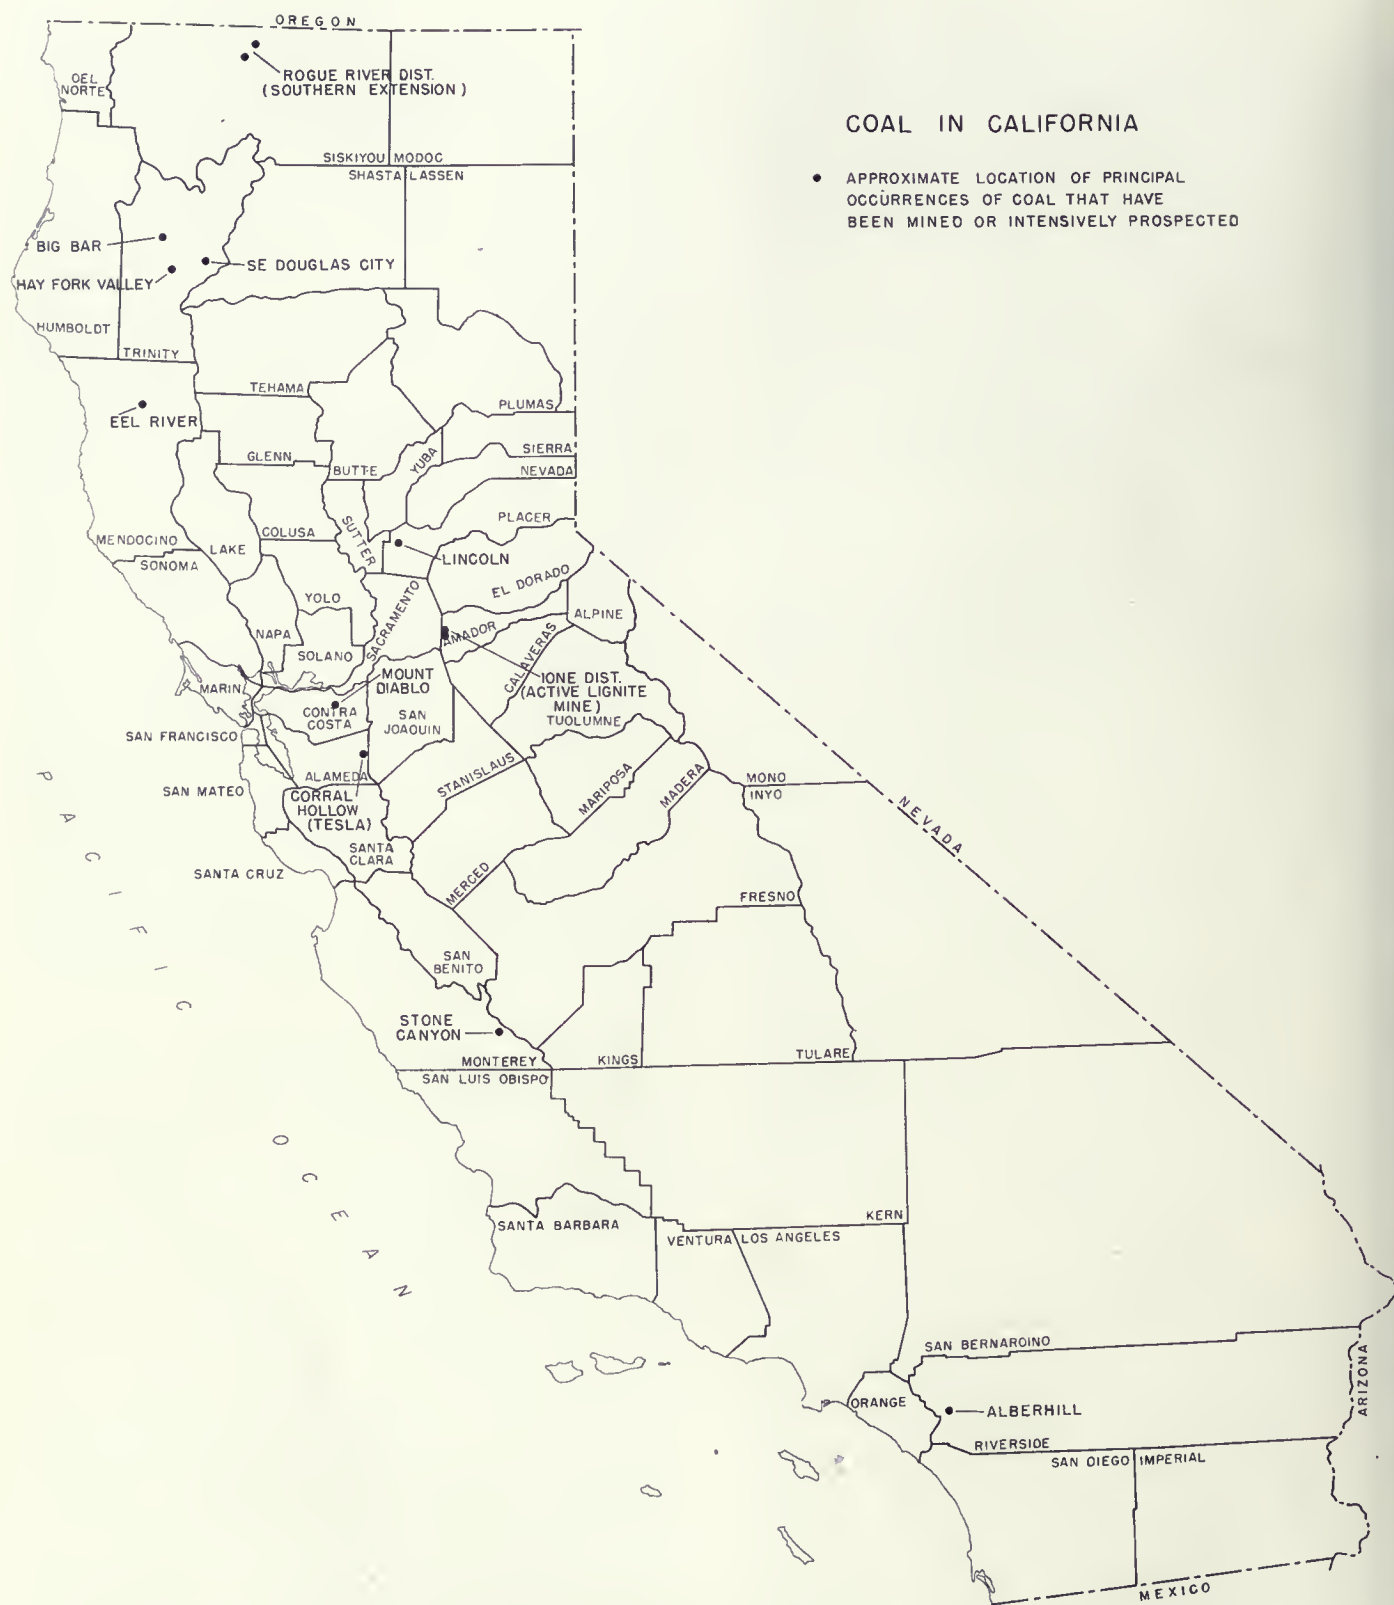 OREGON
DEL
NORTE
ROGUE RIVER DIST.
(SOUTHERN EXTENSION)
COAL IN CALIFORNIA
APPROXIMATE LOCATION OF PRINCIPAL
OCCURRENCES OF COAL THAT HAVE
BEEN MINED OR INTENSIVELY PROSPECTED
SISKIYOU
MODOC
SHASTA
LASSEN
BIG BAR
SE DOUGLAS CITY
HAY FORK VALLEY
HUMBOLDT
TRINITY
TEHAMA
PLUMAS
EEL RIVER
SIERRA
GLENN
BUTTE
YUBA
NEVADA
PLACER
SUTTER
COLUSA
MENDOCINO
LAKE
LINCOLN
SONOMA
EL DORADO
YOLO
SACRAMENTO
ALPINE
NAPA
AMADOR
CALAVERAS
SOLANO
MOUNT
DIABLO
IONE DIST.
(ACTIVE LIGNITE
MINE)
MARIN
CONTRA
COSTA
SAN
JOAQUIN
TUOLUMNE
SAN FRANCISCO
STANISLAUS
MARIPOSA
MADERA
ALAMEDA
MONO
INYO
SAN MATEO
CORRAL
HOLLOW
(TESLA)
NEVADA
PACIFIC
OCEAN
SANTA
CLARA
SANTA CRUZ
MERCED
FRESNO
SAN
BENITO
STONE
CANYON
MONTEREY
KINGS
TULARE
SAN LUIS OBISPO
KERN
SANTA BARBARA
VENTURA
LOS ANGELES
SAN BERNARDINO
ARIZONA
ORANGE
ALBERHILL
RIVERSIDE
SAN DIEGO
IMPERIAL
MEXICO